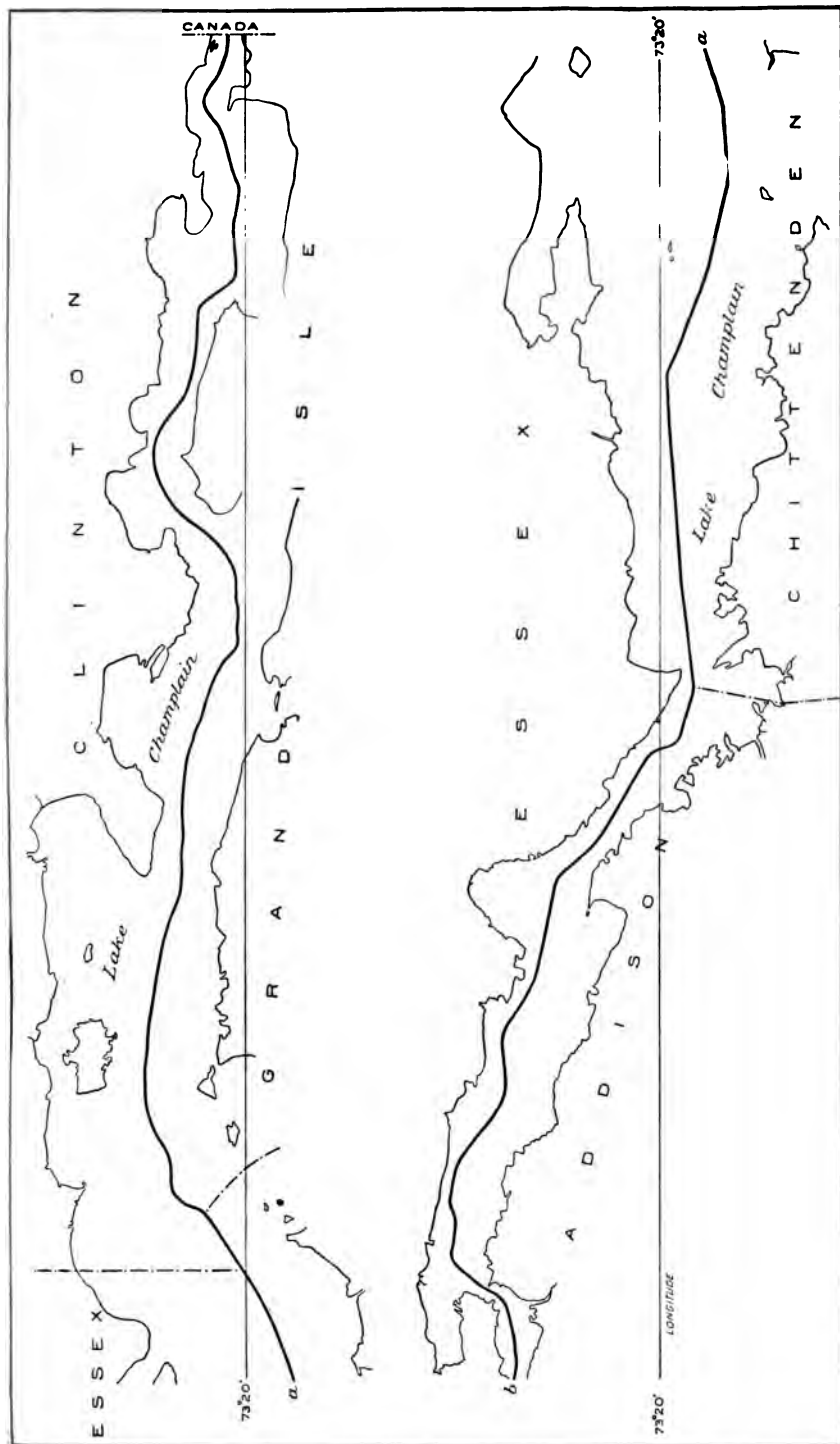 CANADA
CLINTON
Champlain
Lake
GRAND ISLE
ESSEX
73°20'
a
73°20'
a
ESSEX
Champlain
Lake
CHITTENDEN
ADDISON
LONGITUDE
73°20'
b